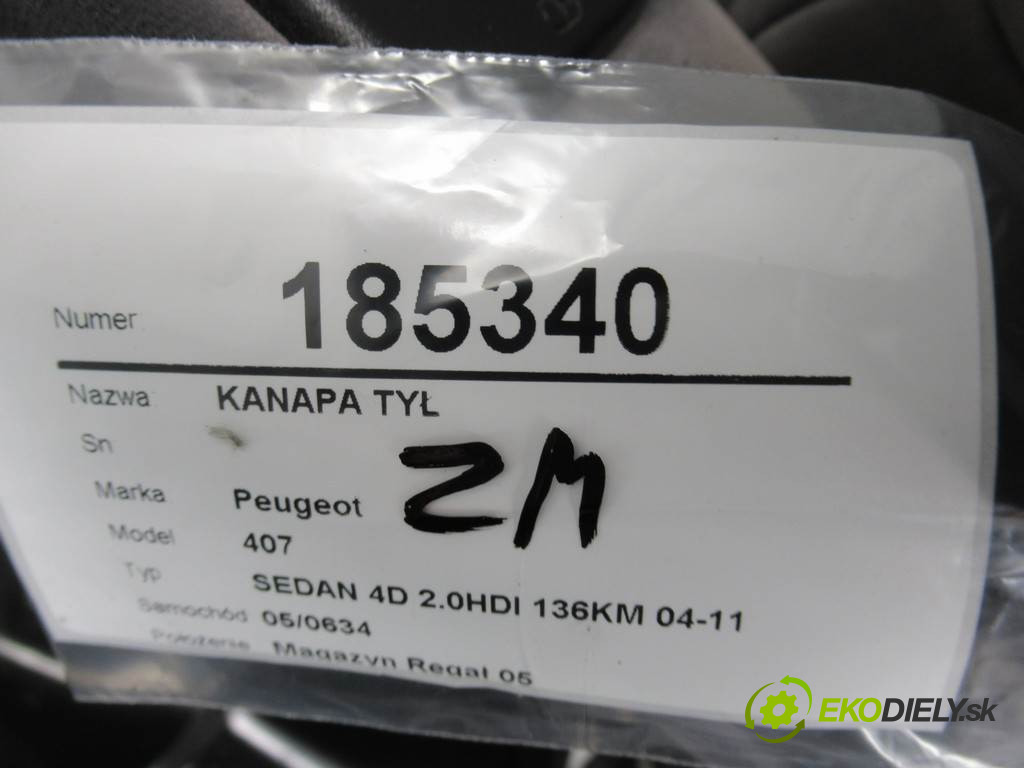 Numer 185340
Nazwa KANAPA TYŁ
Sn
ZM
Marka Peugeot
Model 407
Typ SEDAN 4D 2.0HDI 136KM 04-11
Samochód 05/0634
Położenie Magazyn Regał 05
EKODIELY.sk